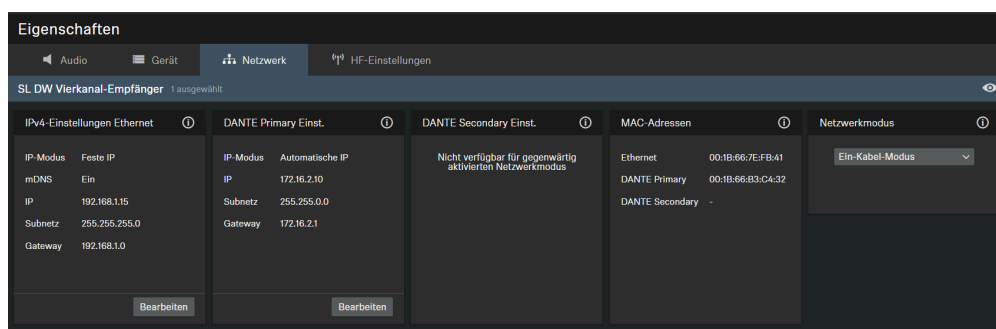 Eigenschaften
Audio
Gerät
Netzwerk
HF-Einstellungen
SL DW Vierkanal-Empfänger 1 ausgewählt
IPv4-Einstellungen Ethernet
IP-Modus Feste IP
mDNS Ein
IP 192.168.1.15
Subnetz 255.255.255.0
Gateway 192.168.1.0
Bearbeiten
DANTE Primary Einst.
IP-Modus Automatische IP
IP 172.16.2.10
Subnetz 255.255.0.0
Gateway 172.16.2.1
Bearbeiten
DANTE Secondary Einst.
Nicht verfügbar für gegenwärtig
aktivierten Netzwerkmodus
MAC-Adressen
Ethernet 00:1B:66:7E:FB:41
DANTE Primary 00:1B:66:B3:C4:32
DANTE Secondary -
Netzwerkmodus
Ein-Kabel-Modus